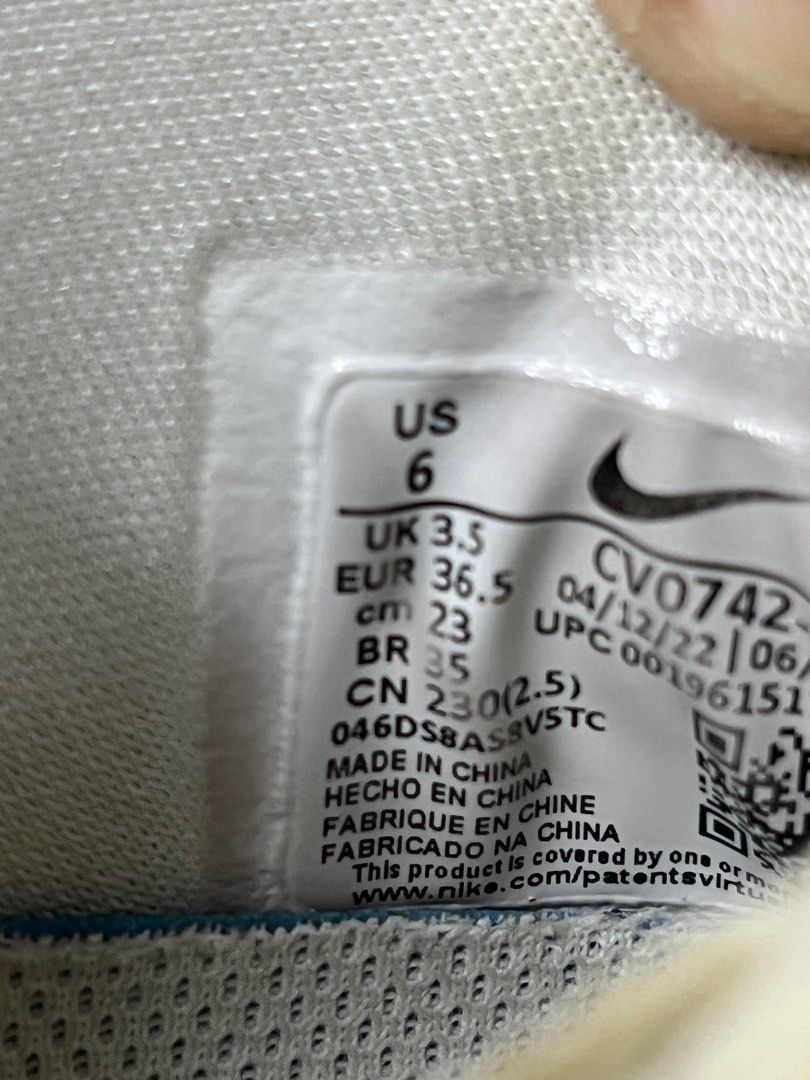 US
6
UK 3.5
EUR 36.5
cm 23
BR 35
CN 230(2.5)
046DS8AS8V5TC
MADE IN CHINA
HECHO EN CHINA
FABRIQUE EN CHINE
FABRICADO NA CHINA
This product is covered by one or m
www.nike.com/patentsvirtu
CV0742-
04/12/22 | 06/
UPC 00196151